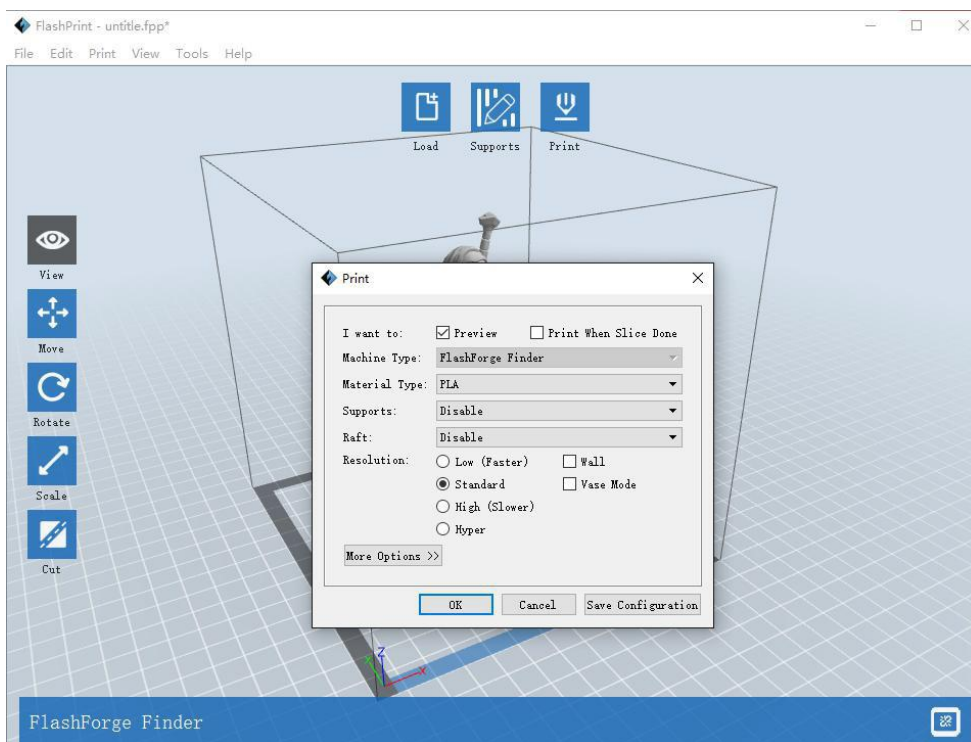 FlashPrint - untitle.fpp*
File Edit Print View Tools Help
Load Supports Print
View
Move
Rotate
Scale
Cut
Print
I want to: Preview Print When Slice Done
Machine Type: FlashForge Finder
Material Type: PLA
Supports: Disable
Raft: Disable
Resolution: Low (Faster) Wall
Standard Vase Mode
High (Slower)
Hyper
More Options >>
OK Cancel Save Configuration
Z
Y
X
FlashForge Finder